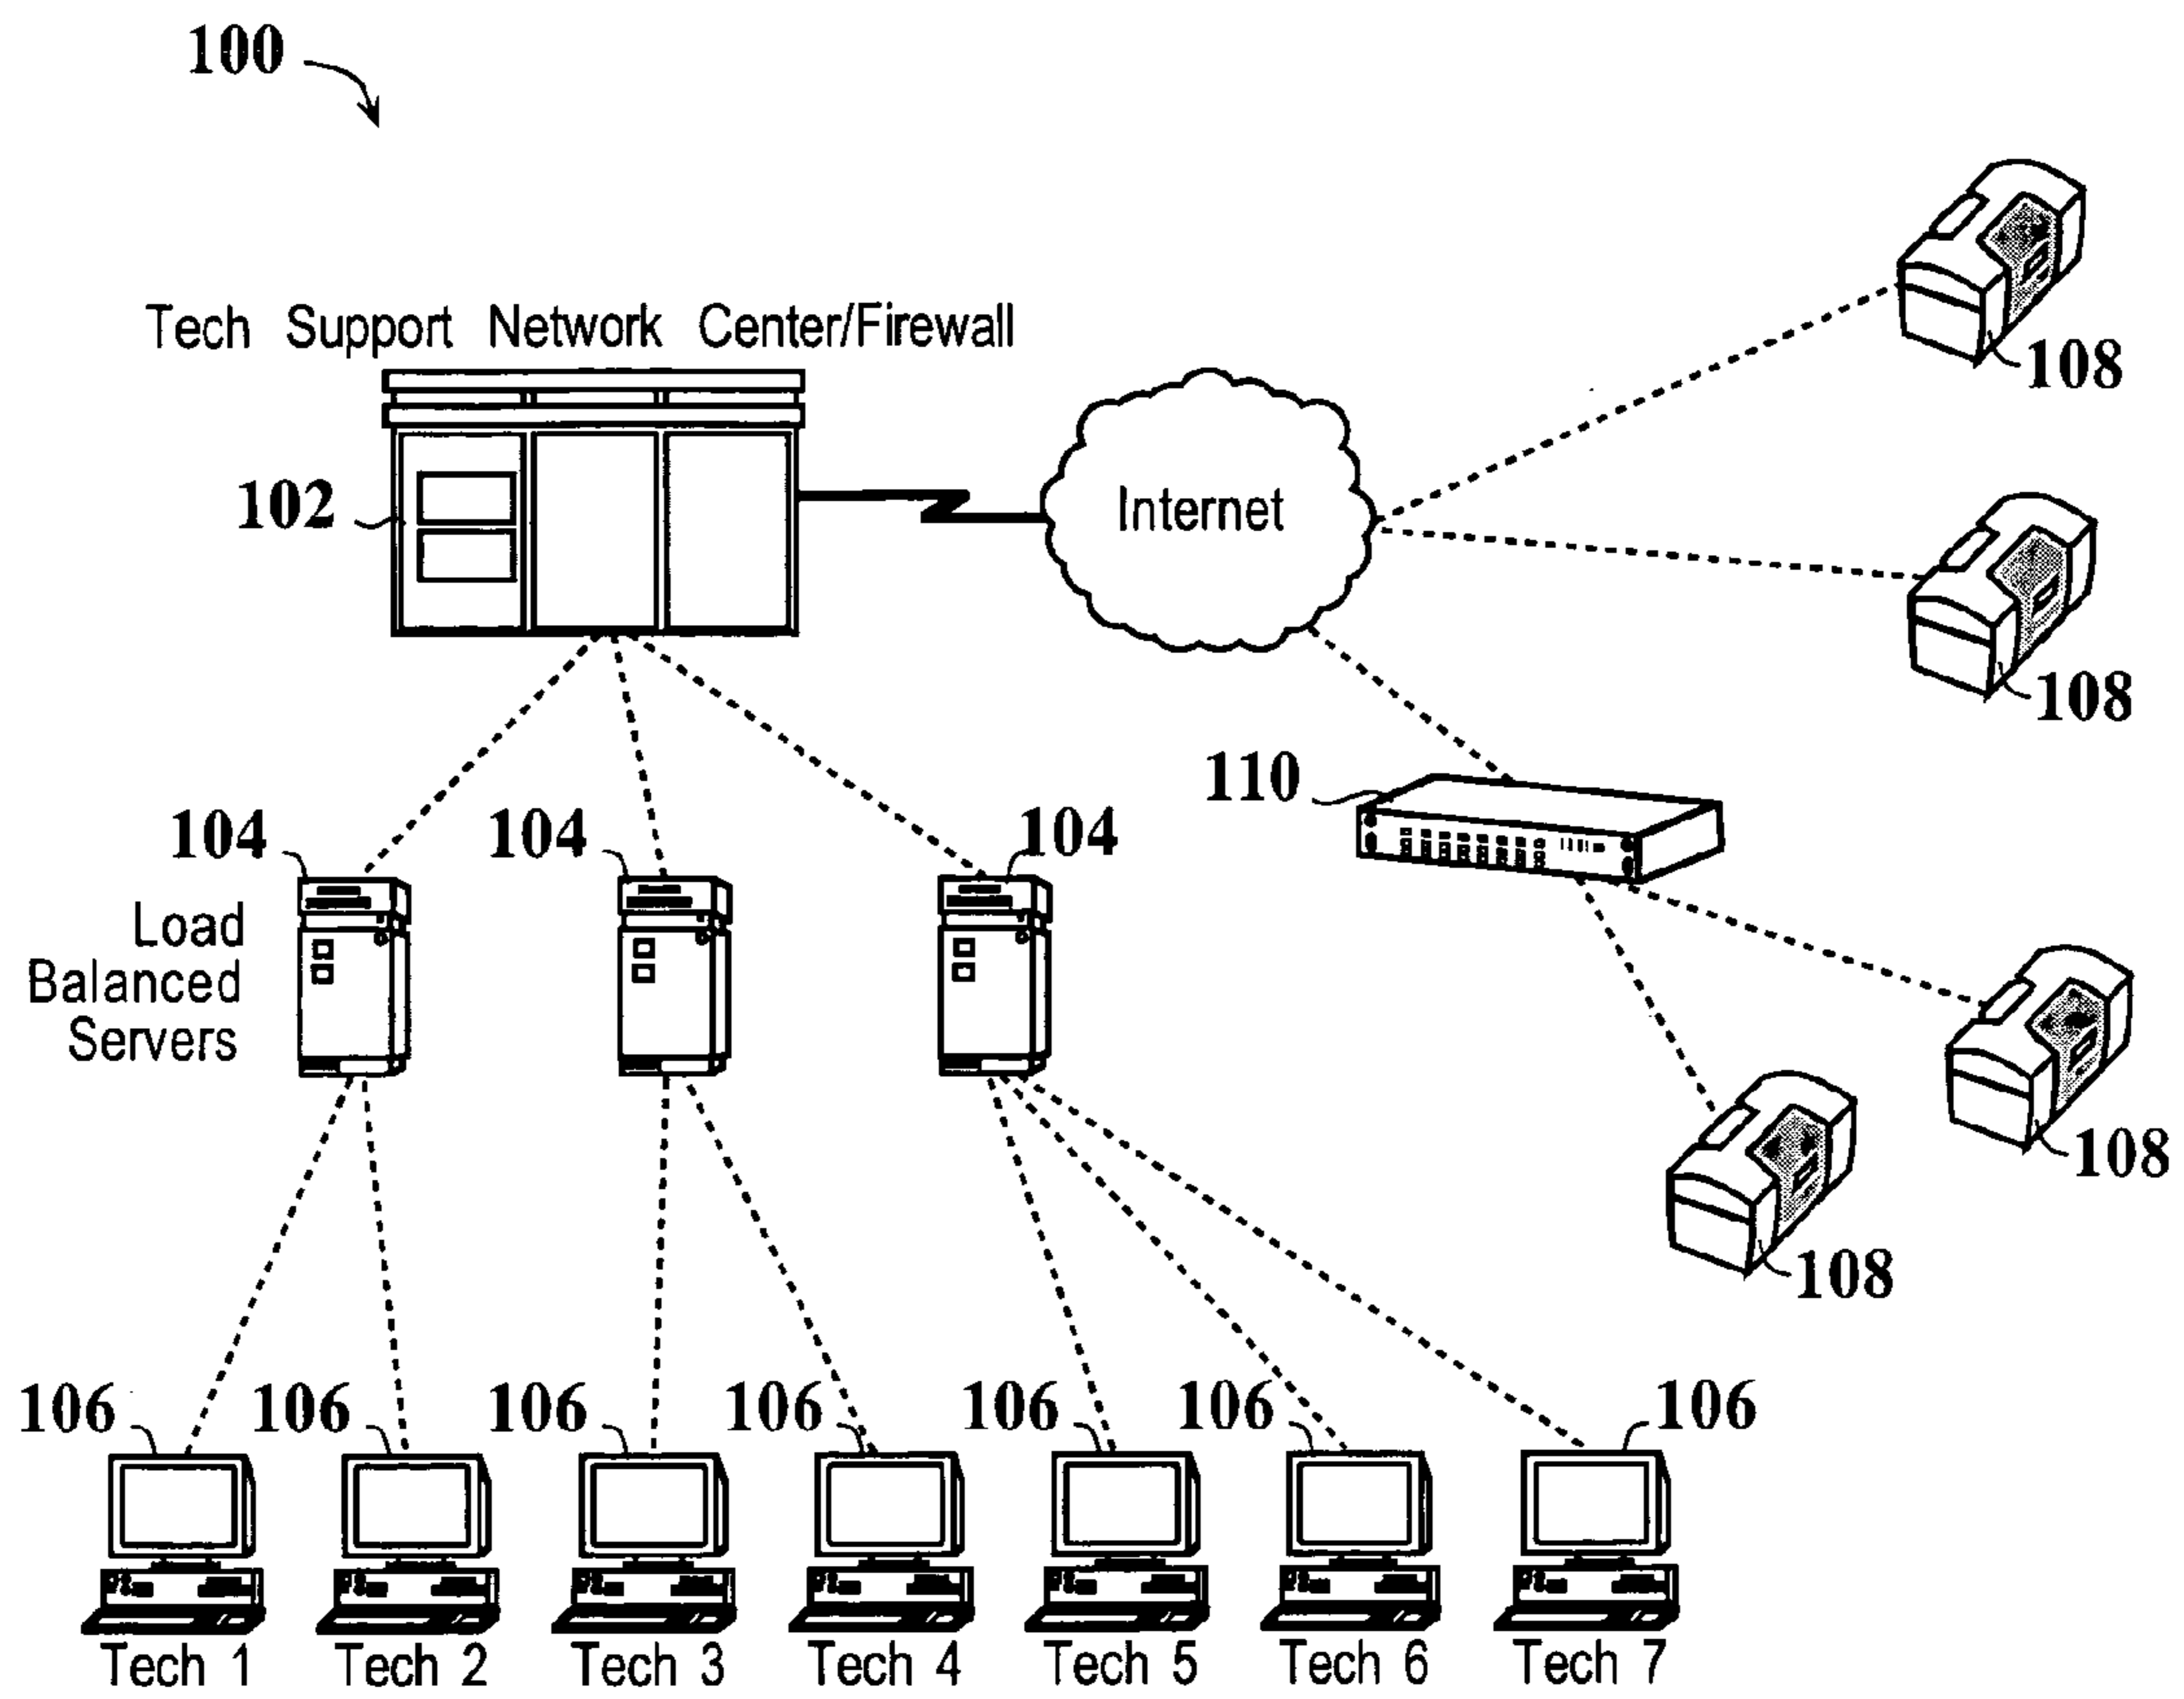 100
Tech Support Network Center/Firewall
108
102
Internet
108
110
104
104
104
Load
Balanced
Servers
108
108
106
106
106
106
106
106
106
Tech 1
Tech 2
Tech 3
Tech 4
Tech 5
Tech 6
Tech 7